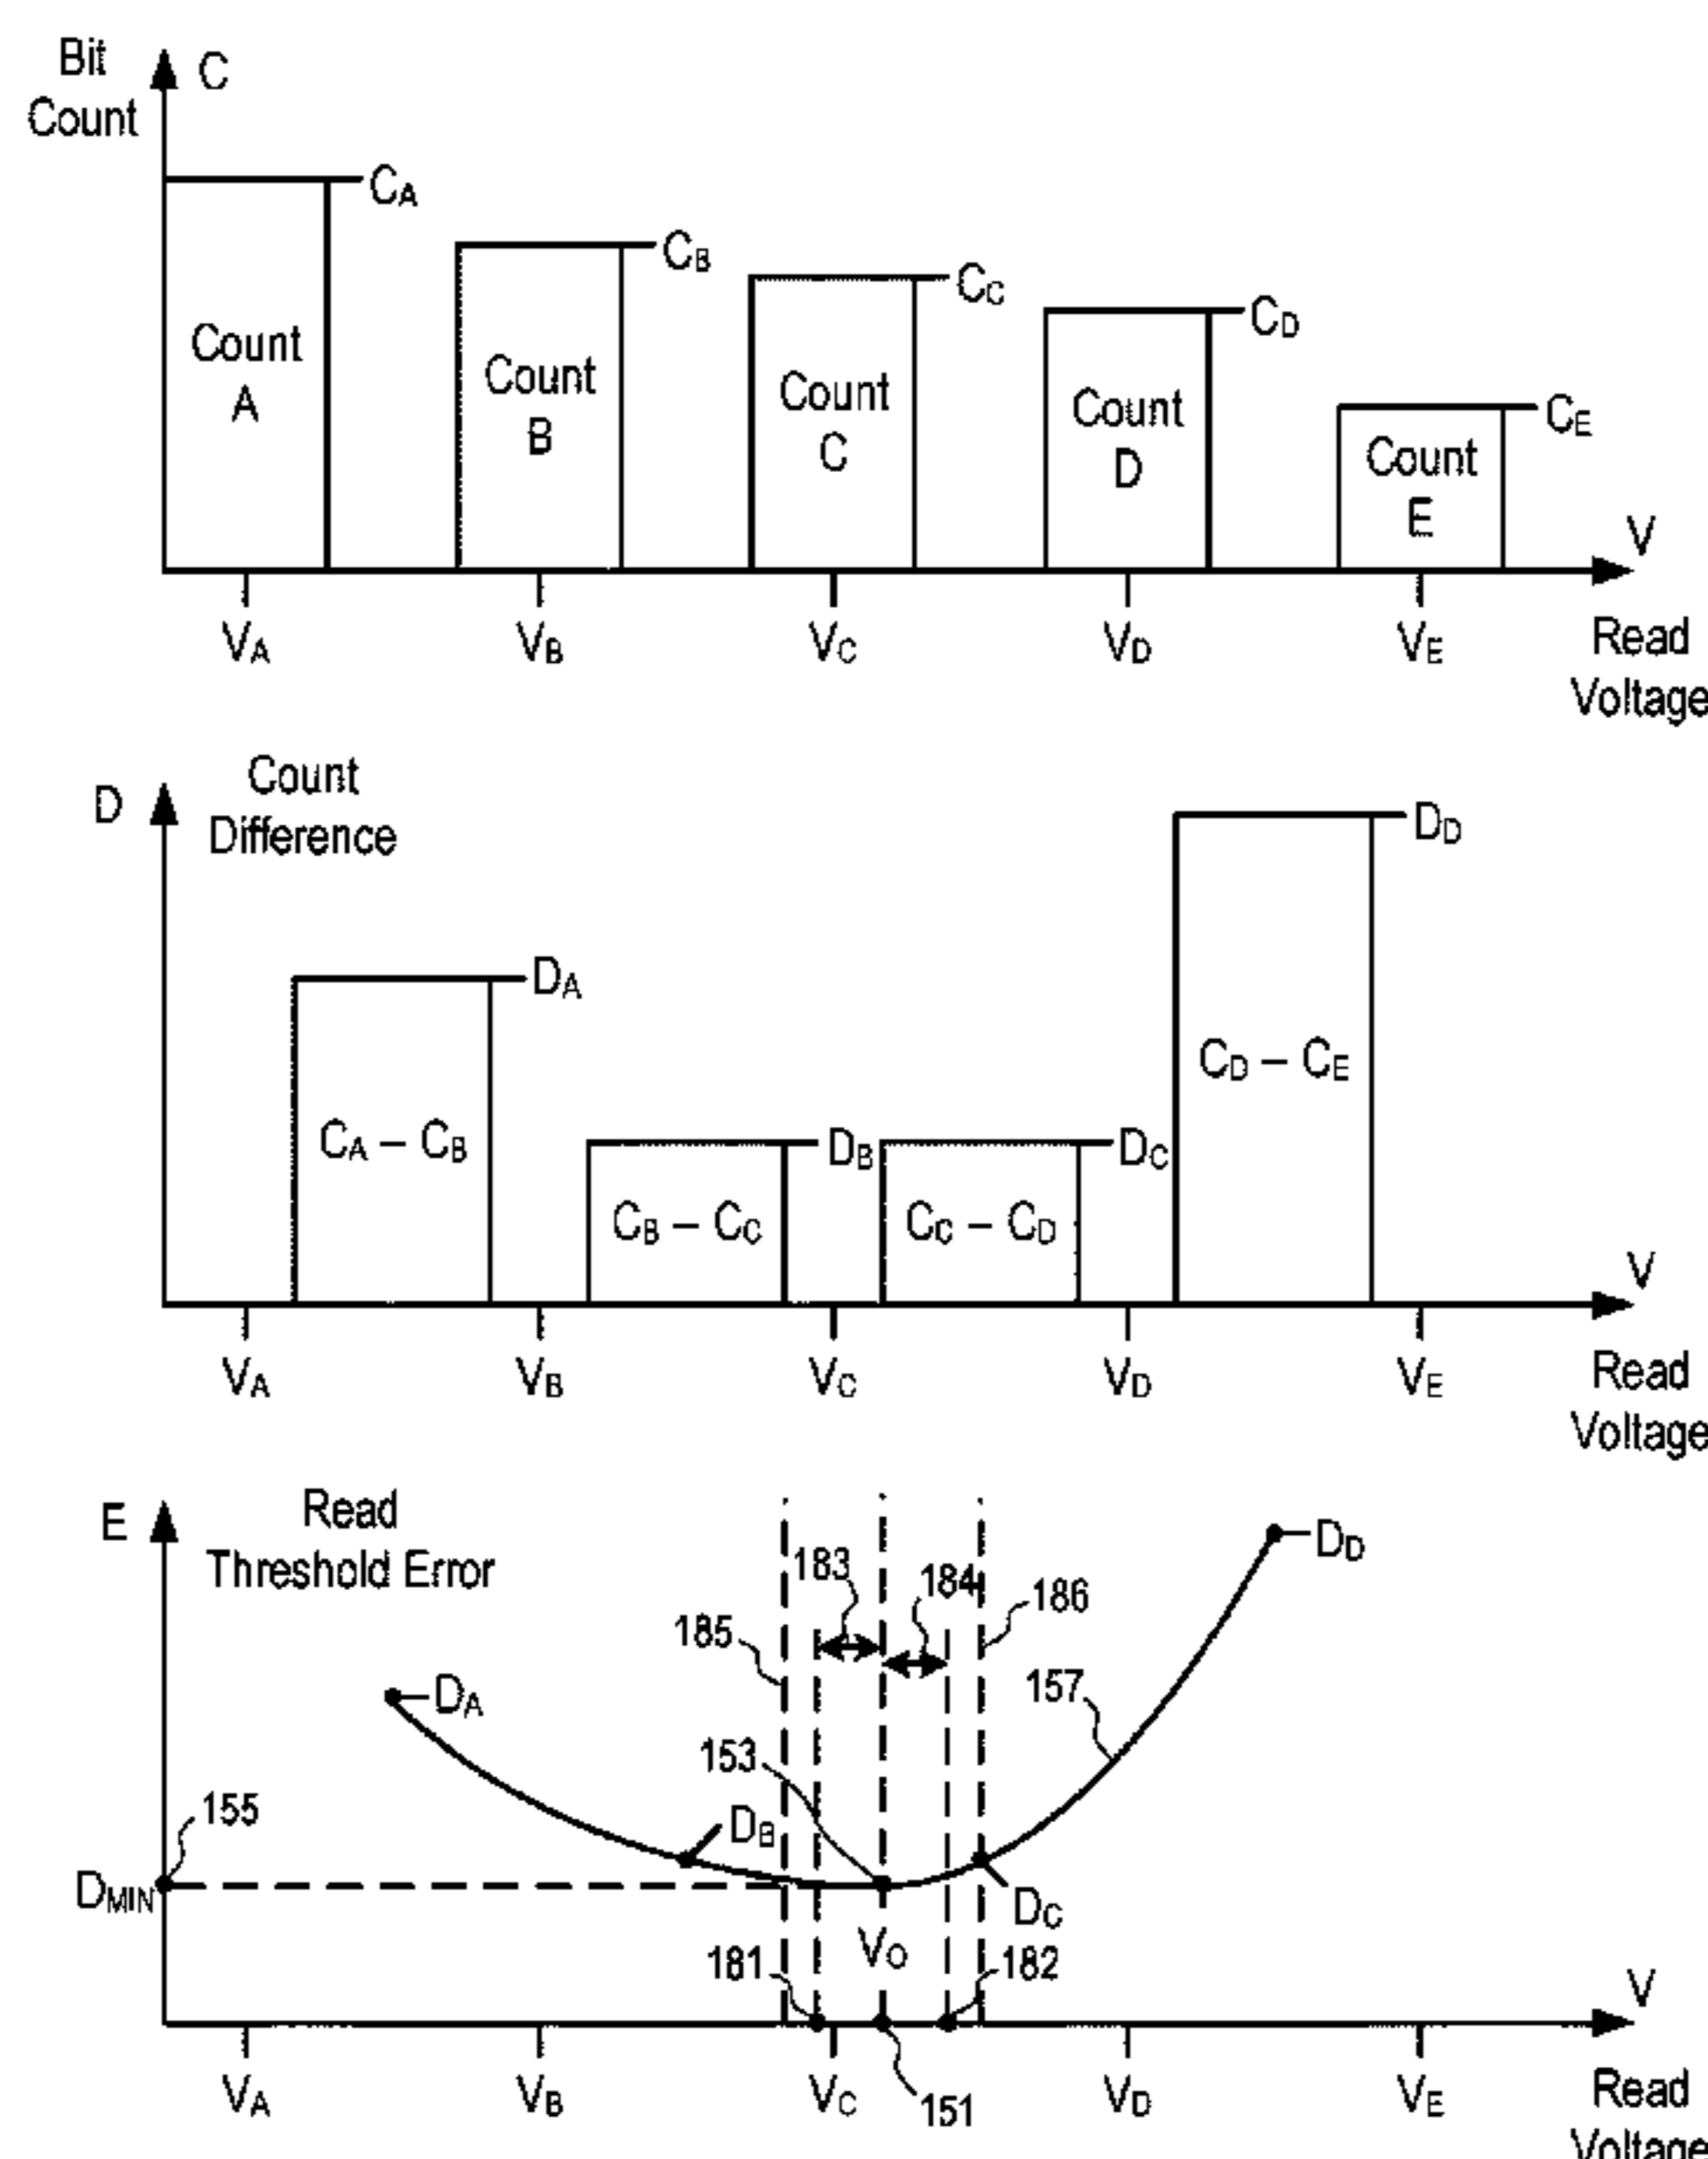 Bit
Count
C
CA
CB
CC
CD
CE
Count
A
Count
B
Count
C
Count
D
Count
E
V
VA
VB
VC
VD
VE
Read
Voltage
D
Count
Difference
DD
DA
CD – CE
CA – CB
DB
DC
CB – CC
CC – CD
V
VA
VB
VC
VD
VE
Read
Voltage
E
Read
Threshold Error
DD
183
184
186
185
157
DA
153
155
DB
DMIN
DC
VO
181
182
V
VA
VB
VC
VD
VE
151
Read
Voltage